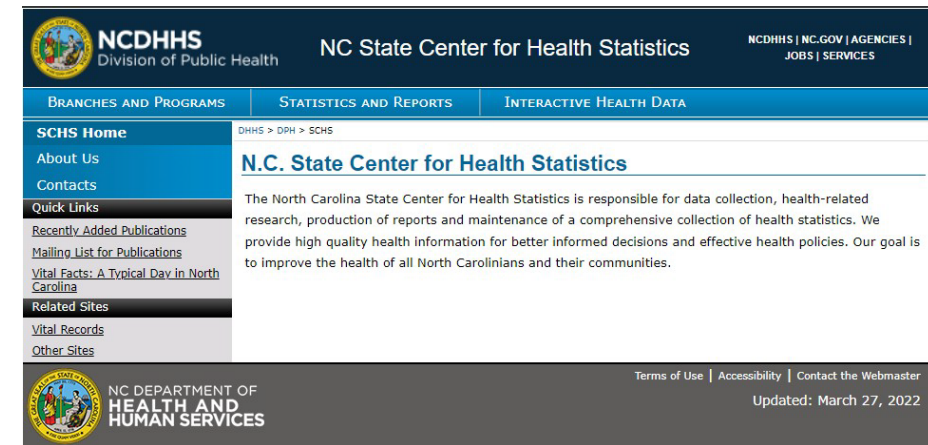 NCDHHS
Division of Public Health
NC State Center for Health Statistics
NCDHHS | NC.GOV | AGENCIES |
JOBS | SERVICES
BRANCHES AND PROGRAMS
STATISTICS AND REPORTS
INTERACTIVE HEALTH DATA
SCHS Home
About Us
Contacts
Quick Links
Recently Added Publications
Mailing List for Publications
Vital Facts: A Typical Day in North
Carolina
Related Sites
Vital Records
Other Sites
DHHS > DPH > SCHS
N.C. State Center for Health Statistics
The North Carolina State Center for Health Statistics is responsible for data collection, health-related
research, production of reports and maintenance of a comprehensive collection of health statistics. We
provide high quality health information for better informed decisions and effective health policies. Our goal is
to improve the health of all North Carolinians and their communities.
NC DEPARTMENT OF
HEALTH AND
HUMAN SERVICES
Terms of Use | Accessibility | Contact the Webmaster
Updated: March 27, 2022